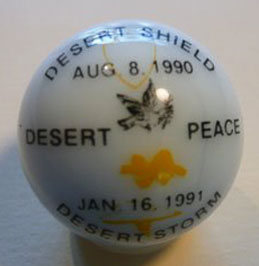 DESERT SHIELD
AUG. 8. 1990
DESERT PEACE
JAN. 16. 1991
DESERT STORM